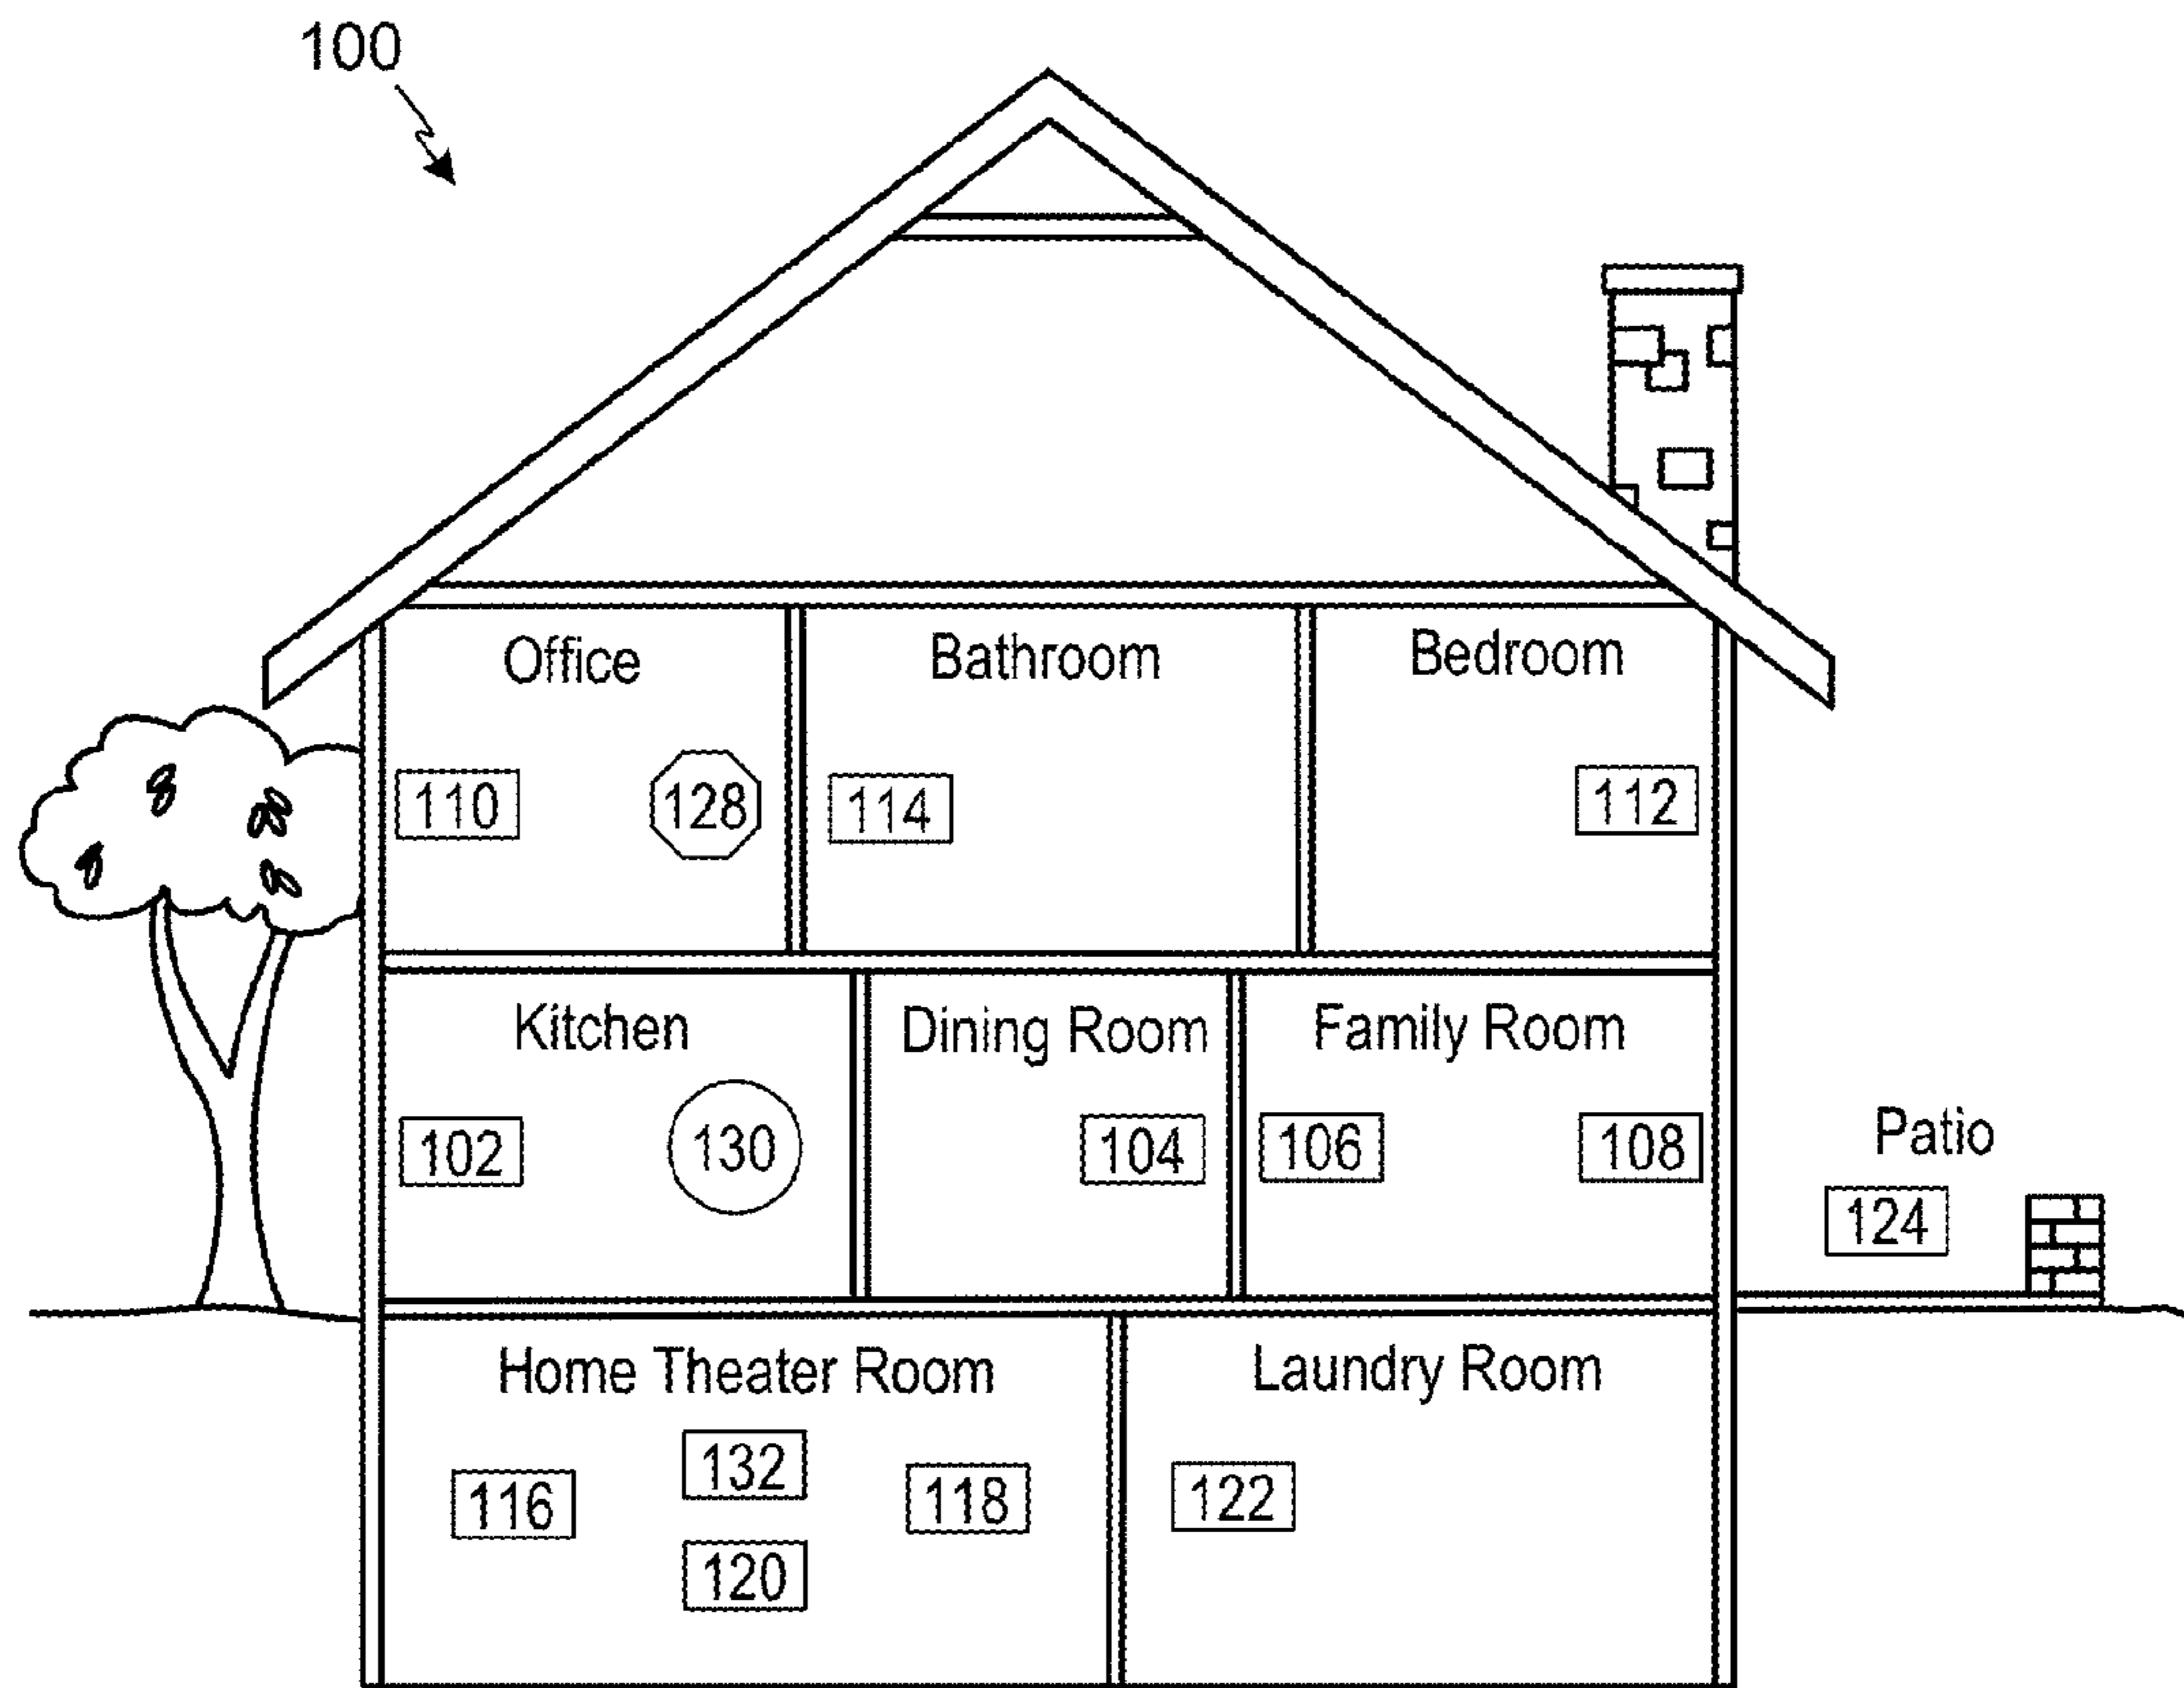 100
Office
Bathroom
Bedroom
110
128
114
112
Kitchen
Dining Room
Family Room
102
130
104
106
108
Patio
124
Home Theater Room
Laundry Room
116
132
118
120
122